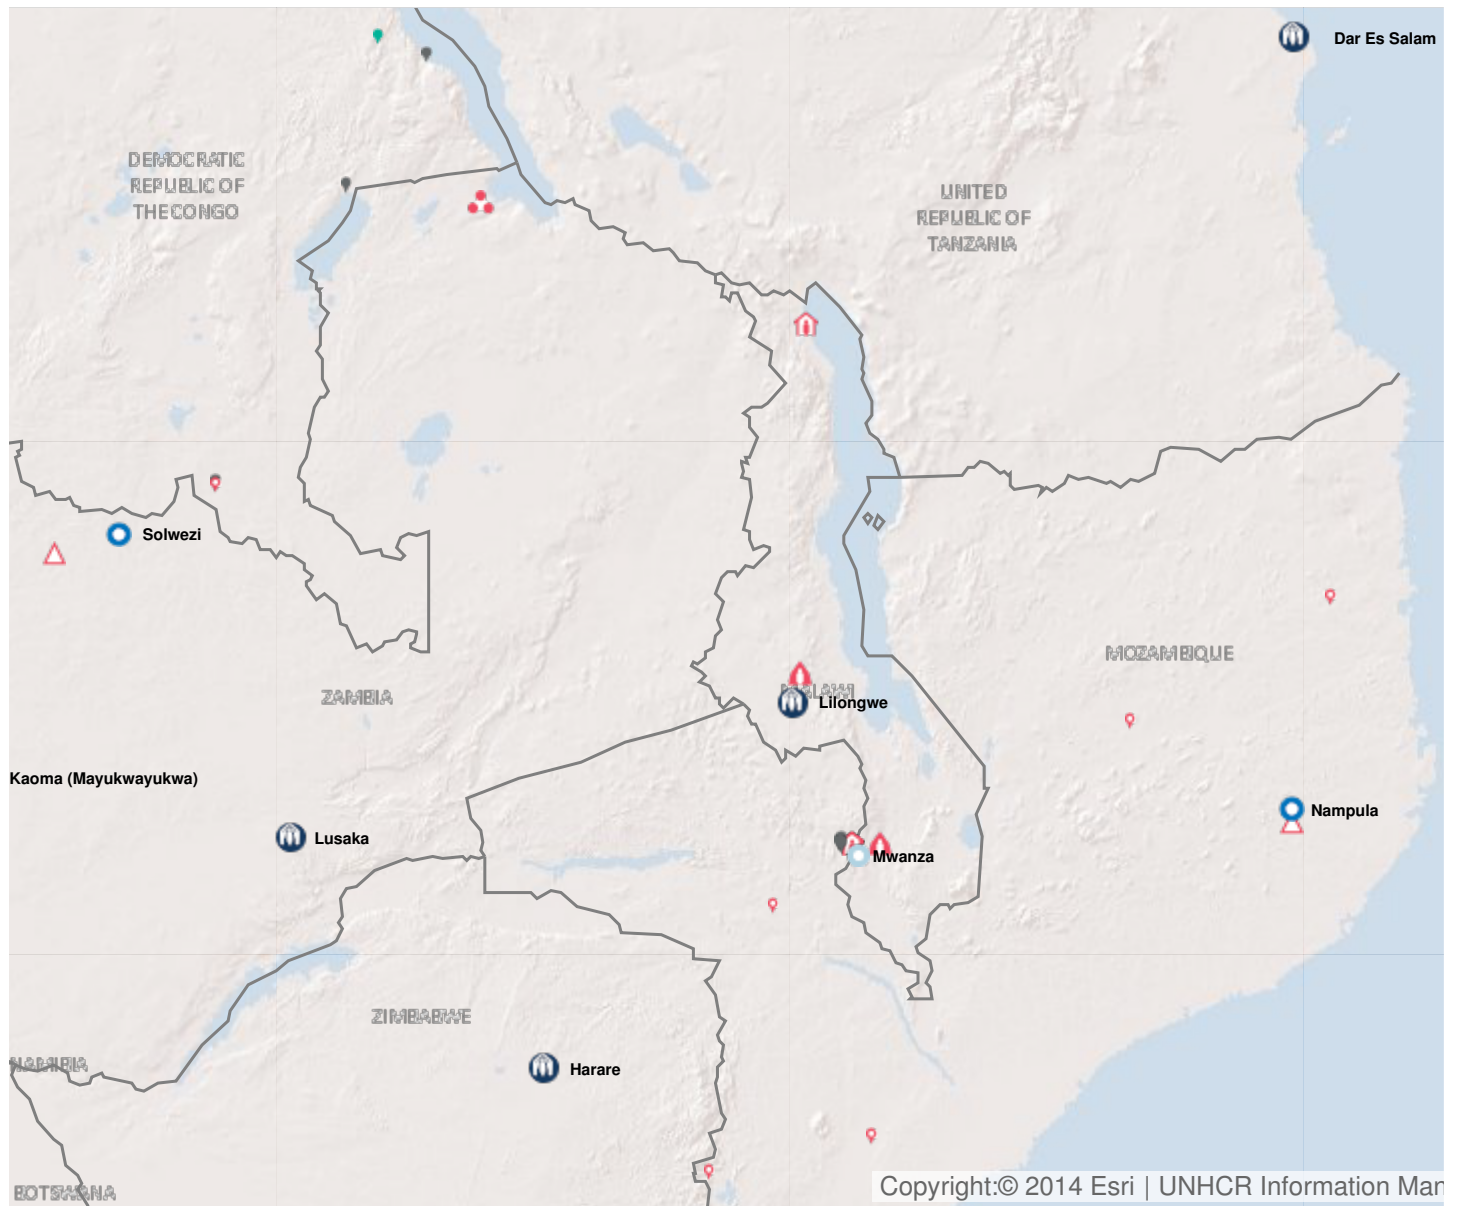 Dar Es Salam
DEMOCRATIC
REPUBLIC OF
THE CONGO
UNITED
REPUBLIC OF
TANZANIA
Solwezi
MOZAMBIQUE
ZAMBIA
MALAWI
Lilongwe
Kaoma (Mayukwayukwa)
Nampula
Lusaka
Mwanza
ZIMBABWE
NAMIBIA
Harare
BOTSWANA
Copyright:© 2014 Esri | UNHCR Information Man